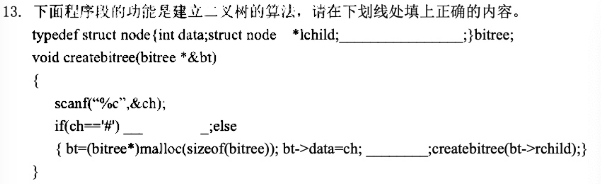 13. 下面程序段的功能是建立二叉树的算法，请在下划线处填上正确的内容。
typedef struct node{int data;struct node *lchild;________________;}bitree;
void createbitree(bitree *&bt)
{
scanf(“%c”,&ch);
if(ch=='#') ___ _;else
{ bt=(bitree*)malloc(sizeof(bitree)); bt->data=ch; ________;createbitree(bt->rchild);}
}